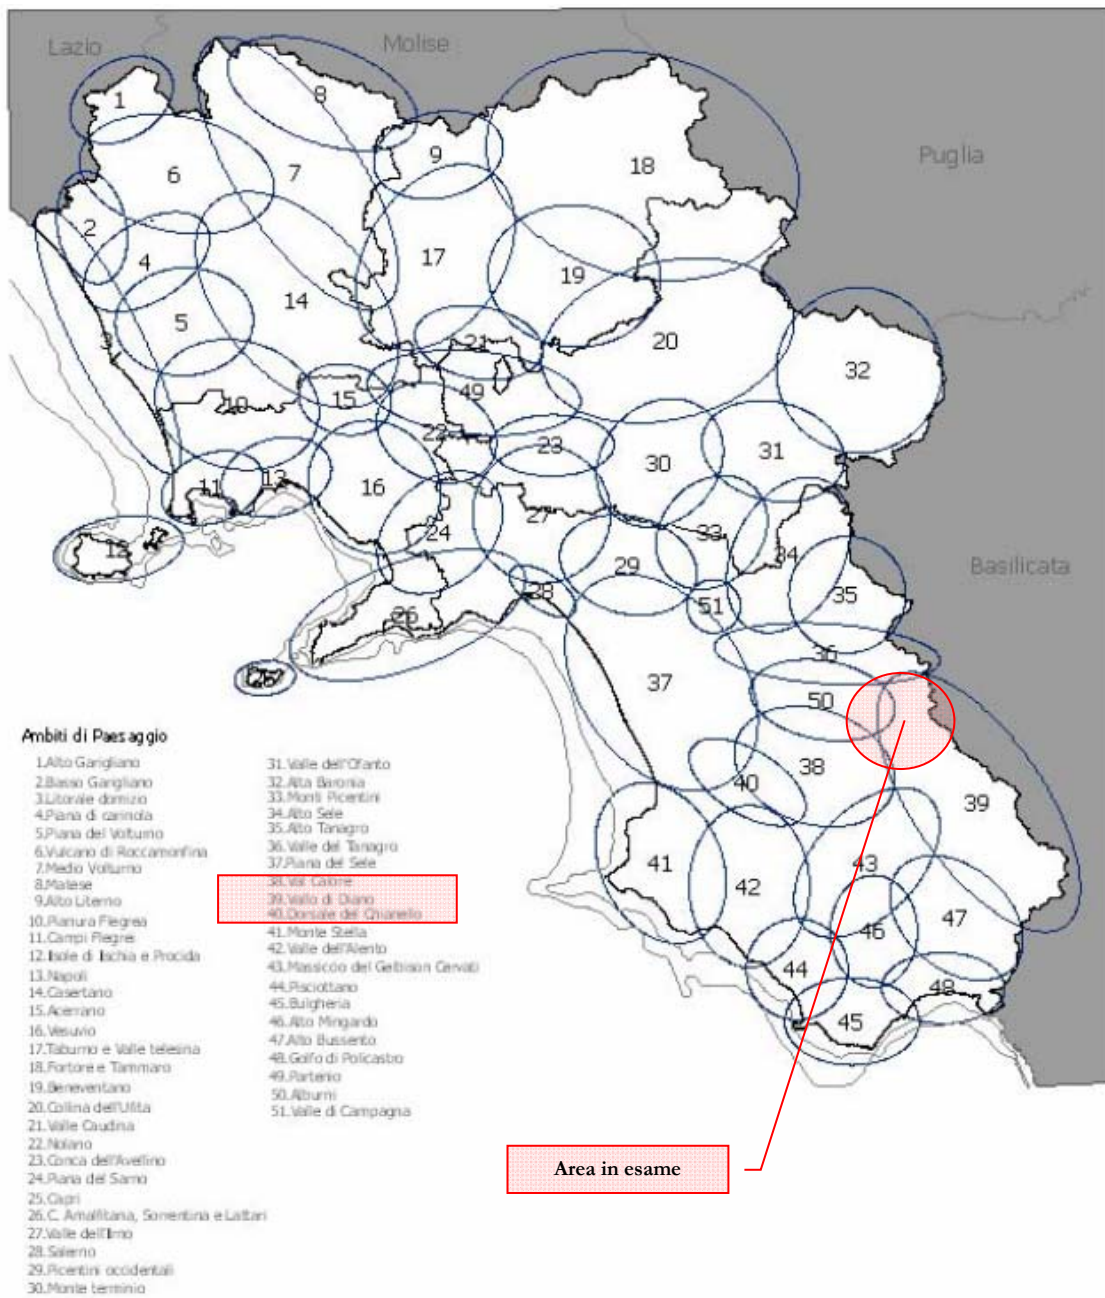 Lazio
Molise
Puglia
Basilicata
1
8
9
18
6
7
2
17
4
19
14
5
3
20
21
32
49
10
15
22
23
31
30
11
13
16
27
24
33
12
34
29
28
35
51
26
36
25
37
50
38
40
39
41
42
43
47
46
44
48
45
Ambiti di Paesaggio
1.Alto Garigliano
2.Basso Garigliano
3.Litorale domizio
4.Piana di carinola
5.Piana del Volturno
6.Vulcano di Roccamonfina
7.Medio Volturno
8.Matese
9.Alto Literno
10.Pianura Flegrea
11.Campi Flegrei
12.Isole di Ischia e Procida
13.Napoli
14.Casertano
15.Acerrano
16.Vesuvio
17.Taburno e Valle telesina
18.Fortore e Tammaro
19.Beneventano
20.Collina dell'Ufita
21.Valle Caudina
22.Nolano
23.Conca dell'Avellino
24.Piana del Sarno
25.Capri
26.C. Amalfitana, Sorrentina e Lattari
27.Valle dell'Irno
28.Salerno
29.Picentini occidentali
30.Monte terminio
31.Valle dell'Ofanto
32.Alta Baronia
33.Monti Picentini
34.Alto Sele
35.Alto Tanagro
36.Valle del Tanagro
37.Piana del Sele
38.Val Calore
39.Vallo di Diano
40.Dorsale del Chianello
41.Monte Stella
42.Valle dell'Alento
43.Massiccio del Gelbison Cervati
44.Pisciottano
45.Bulgheria
46.Alto Mingardo
47.Alto Bussento
48.Golfo di Policastro
49.Partenio
50.Alburni
51.Valle di Campagna
Area in esame